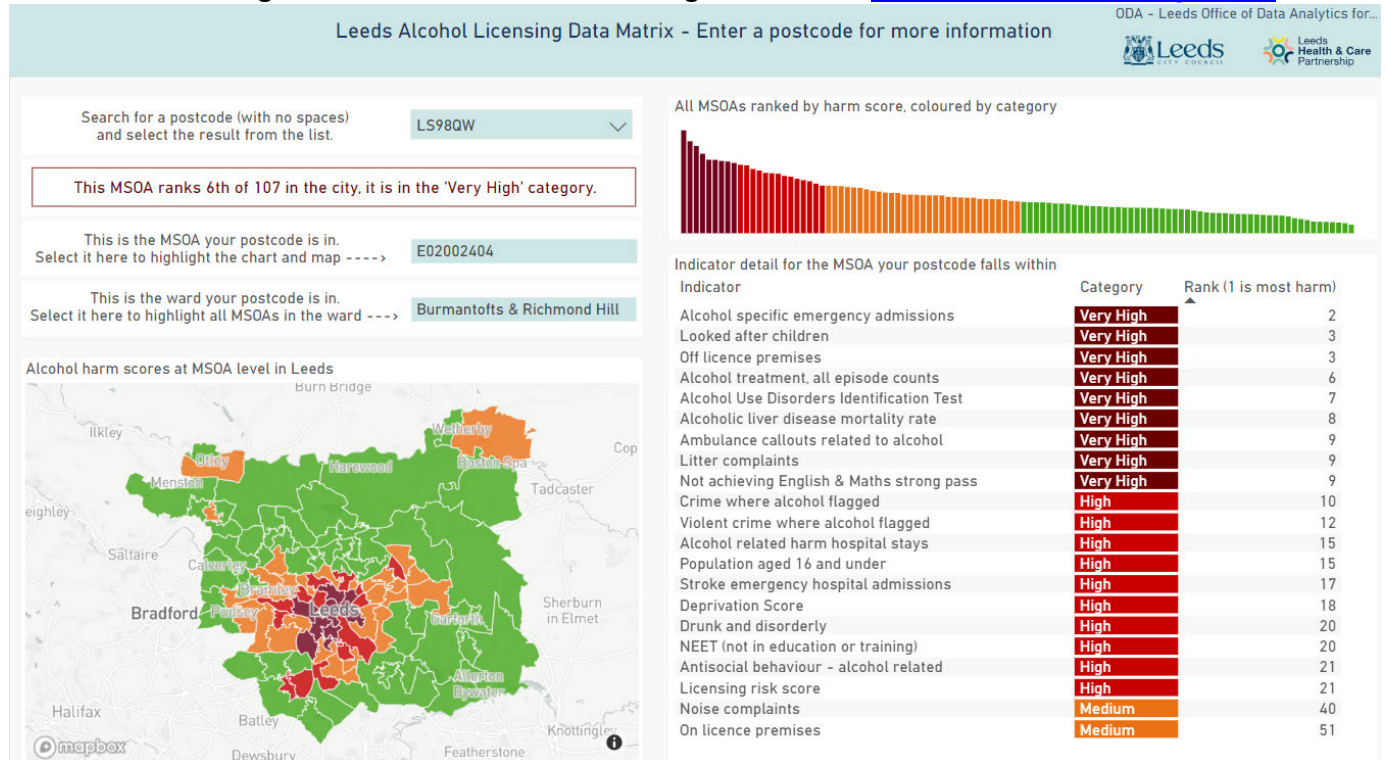 ODA - Leeds Office of Data Analytics for...
Leeds Alcohol Licensing Data Matrix - Enter a postcode for more information
Leeds
CITY COUNCIL
Leeds
Health & Care
Partnership
Search for a postcode (with no spaces)
and select the result from the list.
LS98QW
This MSOA ranks 6th of 107 in the city, it is in the 'Very High' category.
This is the MSOA your postcode is in.
Select it here to highlight the chart and map ---->
E02002404
This is the ward your postcode is in.
Select it here to highlight all MSOAs in the ward --->
Burmantofts & Richmond Hill
Alcohol harm scores at MSOA level in Leeds
Burn Bridge
Ilkley
Wetherby
Cop
Otley
Harewood
Boston Spa
Menston
Tadcaster
eighley
Saltaire
Calverley
Bramley
Bradford
Pudsey
Leeds
Garforth
Sherburn
in Elmet
Allerton
Bywater
Halifax
Batley
Knottingley
mapbox
Dewsbury
Featherstone
All MSOAs ranked by harm score, coloured by category
Indicator detail for the MSOA your postcode falls within
Indicator Category Rank (1 is most harm)
Alcohol specific emergency admissions Very High 2
Looked after children Very High 3
Off licence premises Very High 3
Alcohol treatment, all episode counts Very High 6
Alcohol Use Disorders Identification Test Very High 7
Alcoholic liver disease mortality rate Very High 8
Ambulance callouts related to alcohol Very High 9
Litter complaints Very High 9
Not achieving English & Maths strong pass Very High 9
Crime where alcohol flagged High 10
Violent crime where alcohol flagged High 12
Alcohol related harm hospital stays High 15
Population aged 16 and under High 15
Stroke emergency hospital admissions High 17
Deprivation Score High 18
Drunk and disorderly High 20
NEET (not in education or training) High 20
Antisocial behaviour - alcohol related High 21
Licensing risk score High 21
Noise complaints Medium 40
On licence premises Medium 51